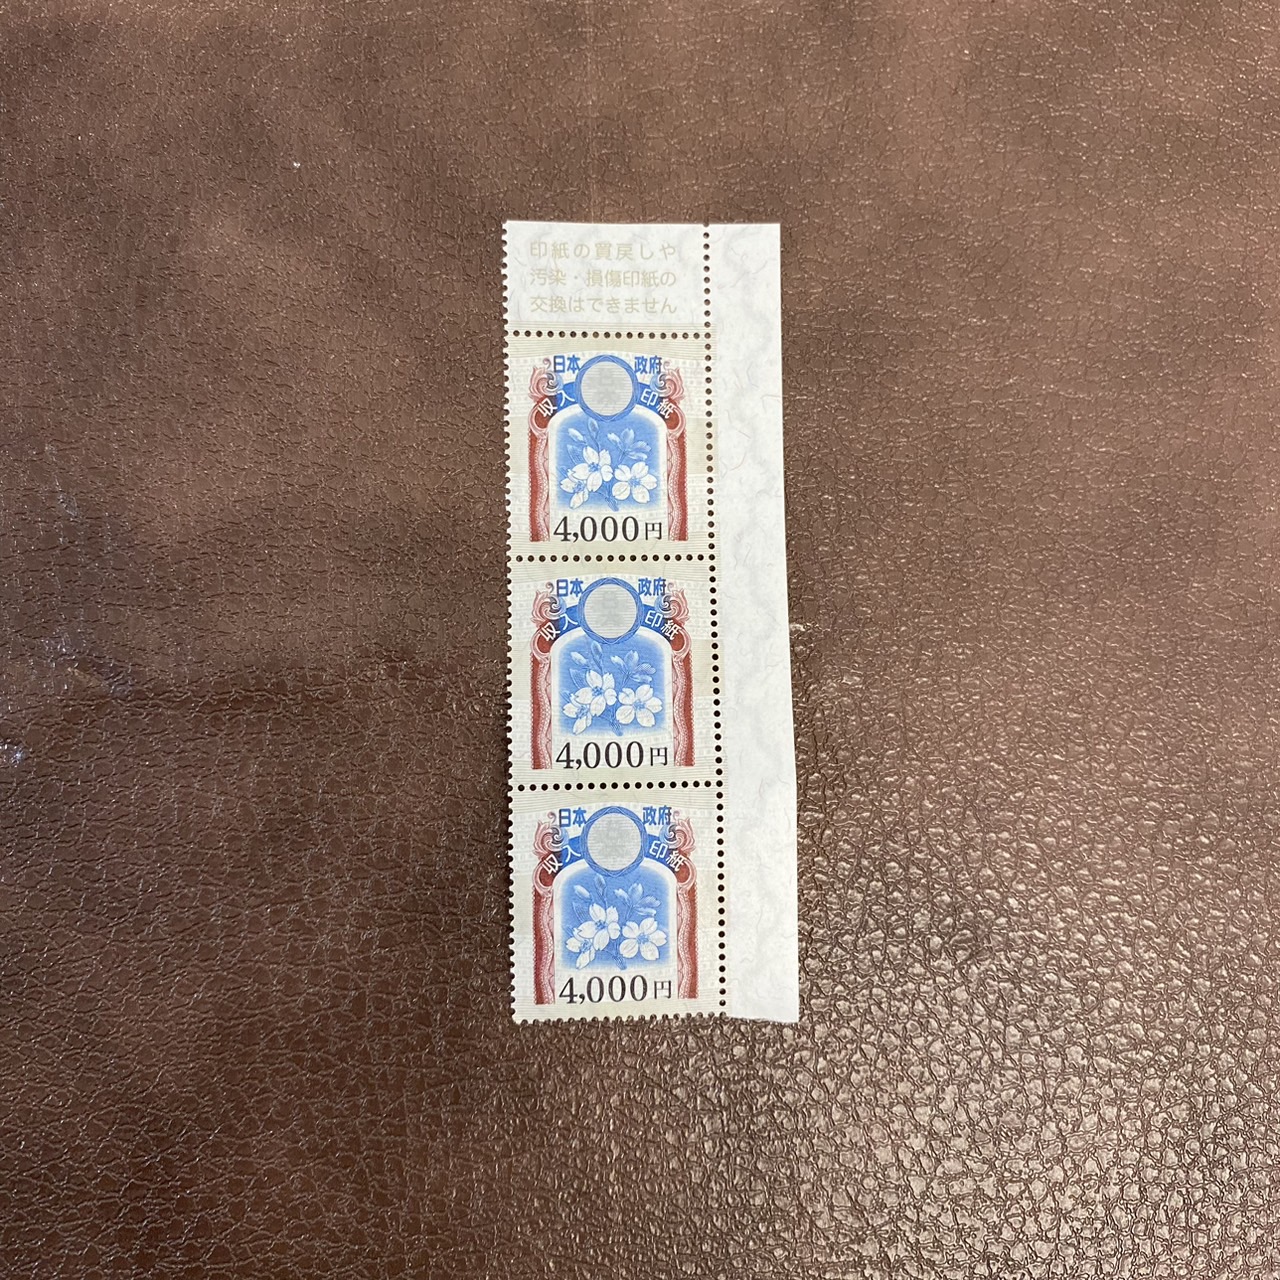 印紙の買戻しや
汚染・損傷印紙の
交換はできません
日本 政府
収入 印紙
4,000円
日本 政府
収入 印紙
4,000円
日本 政府
収入 印紙
4,000円